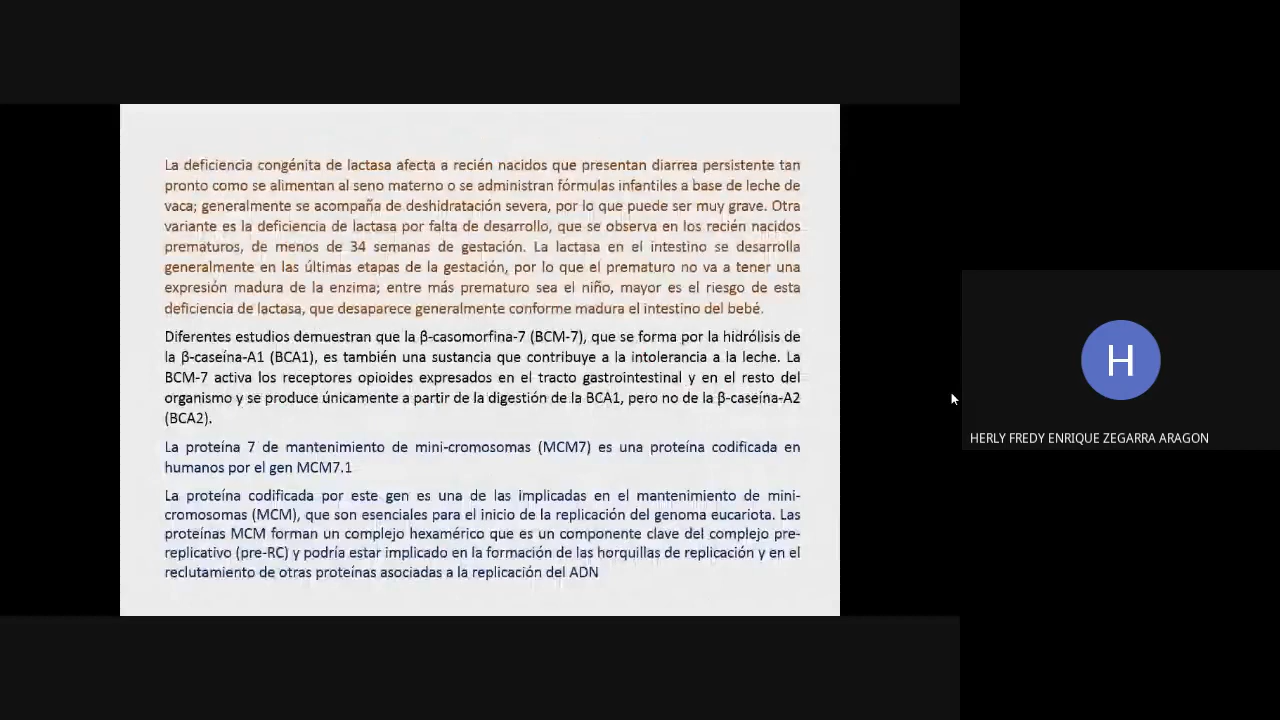 La deficiencia congénita de lactasa afecta a recién nacidos que presentan diarrea persistente tan
pronto como se alimentan al seno materno o se administran fórmulas infantiles a base de leche de
vaca; generalmente se acompaña de deshidratación severa, por lo que puede ser muy grave. Otra
variante es la deficiencia de lactasa por falta de desarrollo, que se observa en los recién nacidos
prematuros, de menos de 34 semanas de gestación. La lactasa en el intestino se desarrolla
generalmente en las últimas etapas de la gestación, por lo que el prematuro no va a tener una
expresión madura de la enzima; entre más prematuro sea el niño, mayor es el riesgo de esta
deficiencia de lactasa, que desaparece generalmente conforme madura el intestino del bebé.
Diferentes estudios demuestran que la β-casomorfina-7 (BCM-7), que se forma por la hidrólisis de
la β-caseína-A1 (BCA1), es también una sustancia que contribuye a la intolerancia a la leche. La
BCM-7 activa los receptores opioides expresados en el tracto gastrointestinal y en el resto del
organismo y se produce únicamente a partir de la digestión de la BCA1, pero no de la β-caseína-A2
(BCA2).
La proteína 7 de mantenimiento de mini-cromosomas (MCM7) es una proteína codificada en
humanos por el gen MCM7.1
La proteína codificada por este gen es una de las implicadas en el mantenimiento de mini-
cromosomas (MCM), que son esenciales para el inicio de la replicación del genoma eucariota. Las
proteínas MCM forman un complejo hexamérico que es un componente clave del complejo pre-
replicativo (pre-RC) y podría estar implicado en la formación de las horquillas de replicación y en el
reclutamiento de otras proteínas asociadas a la replicación del ADN
H
HERLY FREDY ENRIQUE ZEGARRA ARAGON